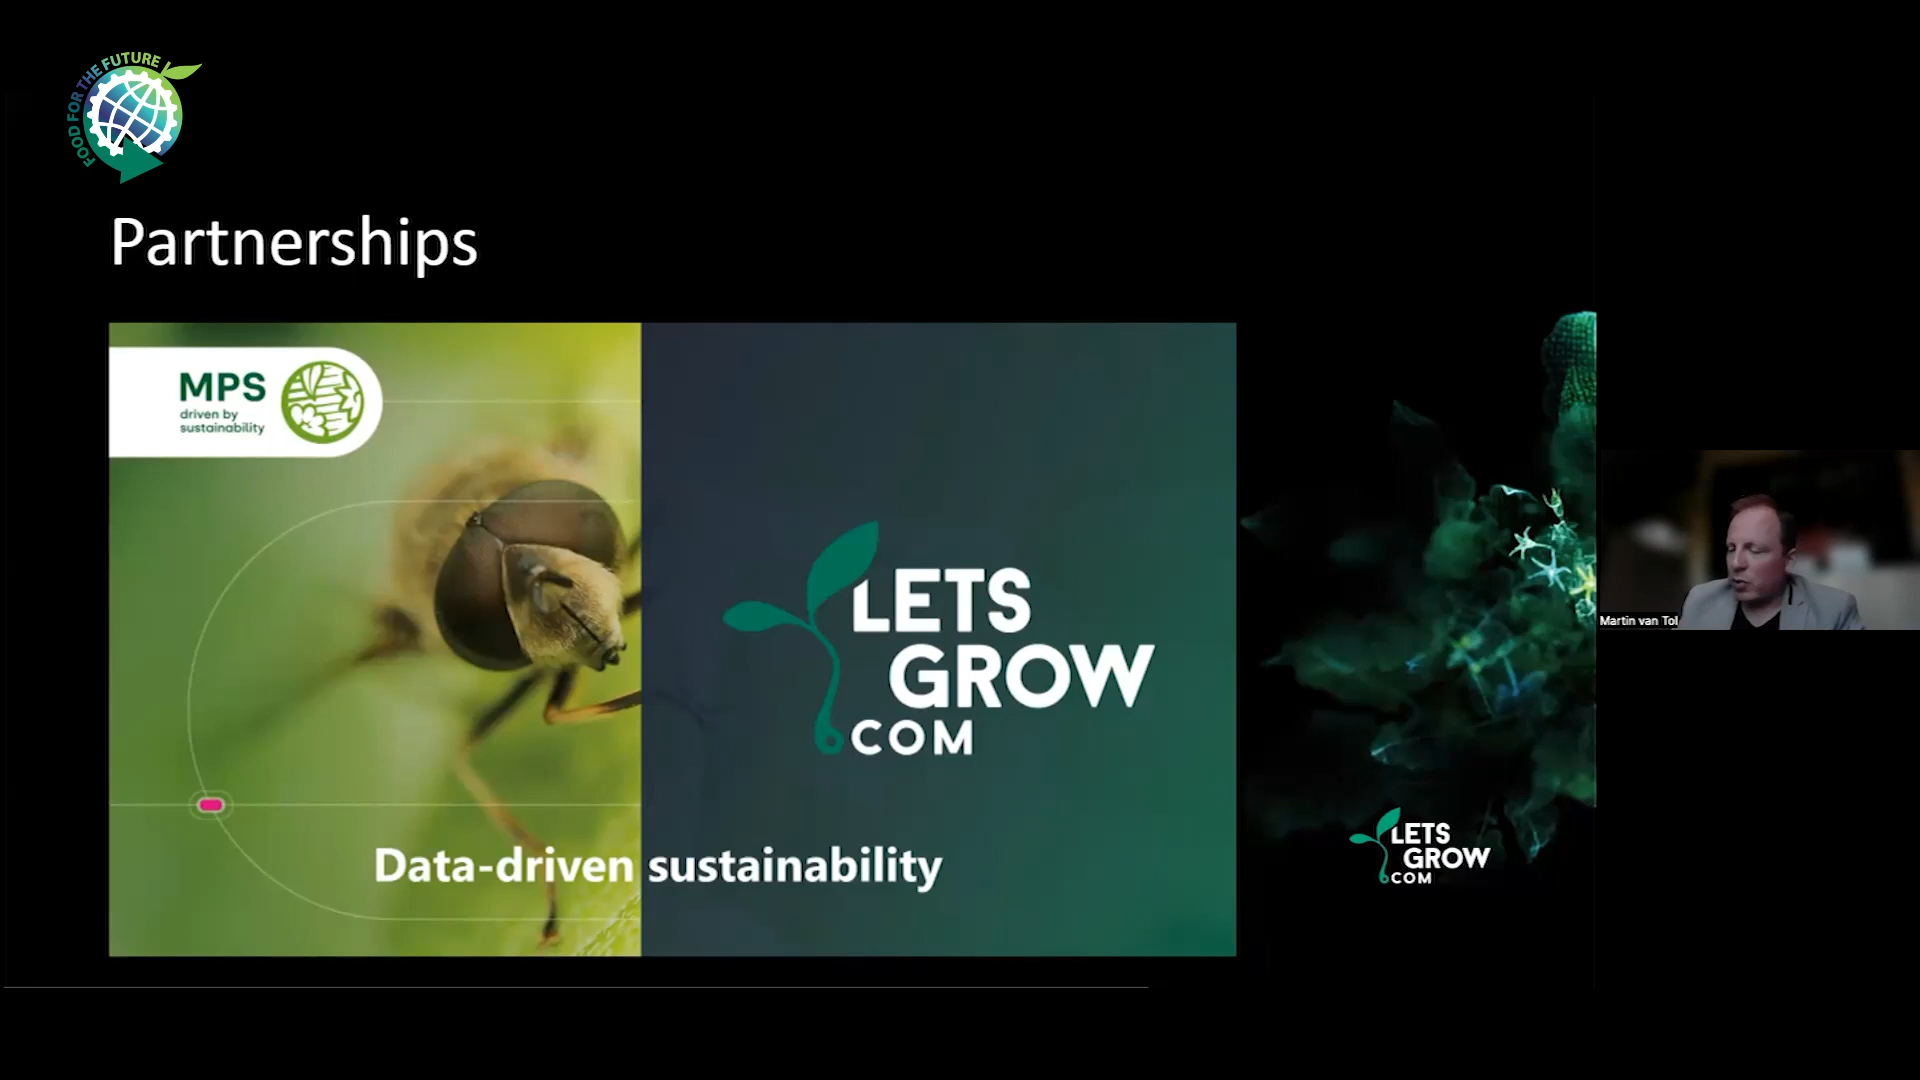 FOOD FOR THE FUTURE !
Partnerships
MPS
driven by
sustainability
LETS
GROW
COM
Data-driven sustainability
LETS
GROW
COM
Martin van Tol